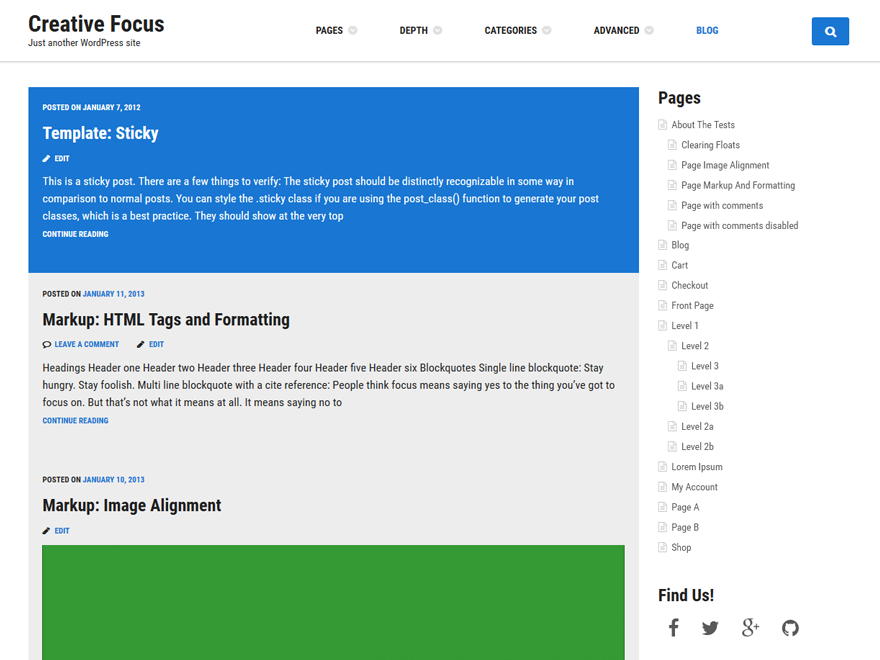 Creative Focus
Just another WordPress site
PAGES
DEPTH
CATEGORIES
ADVANCED
BLOG
POSTED ON JANUARY 7, 2012
Template: Sticky
EDIT
This is a sticky post. There are a few things to verify: The sticky post should be distinctly recognizable in some way in
comparison to normal posts. You can style the .sticky class if you are using the post_class() function to generate your post
classes, which is a best practice. They should show at the very top
CONTINUE READING
POSTED ON JANUARY 11, 2013
Markup: HTML Tags and Formatting
LEAVE A COMMENT EDIT
Headings Header one Header two Header three Header four Header five Header six Blockquotes Single line blockquote: Stay
hungry. Stay foolish. Multi line blockquote with a cite reference: People think focus means saying yes to the thing you’ve got to
focus on. But that’s not what it means at all. It means saying no to
CONTINUE READING
POSTED ON JANUARY 10, 2013
Markup: Image Alignment
EDIT
Pages
About The Tests
Clearing Floats
Page Image Alignment
Page Markup And Formatting
Page with comments
Page with comments disabled
Blog
Cart
Checkout
Front Page
Level 1
Level 2
Level 3
Level 3a
Level 3b
Level 2a
Level 2b
Lorem Ipsum
My Account
Page A
Page B
Shop
Find Us!